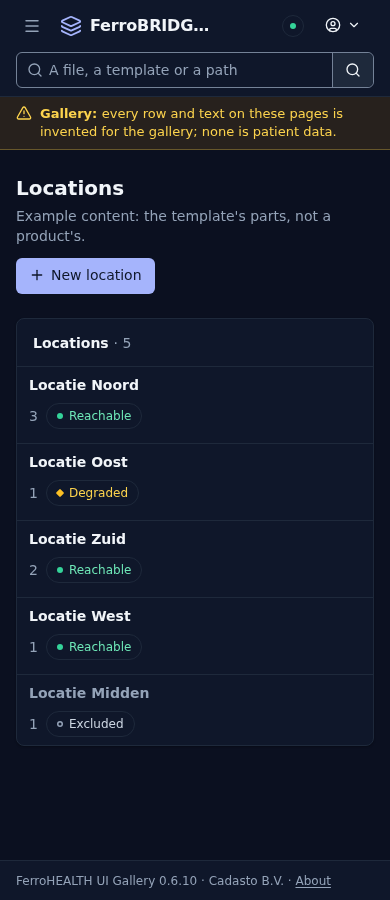 FerroBRIDG...
A file, a template or a path
Gallery: every row and text on these pages is
invented for the gallery; none is patient data.
Locations
Example content: the template's parts, not a
product's.
New location
Locations · 5
Locatie Noord
3 Reachable
Locatie Oost
1 Degraded
Locatie Zuid
2 Reachable
Locatie West
1 Reachable
Locatie Midden
1 Excluded
FerroHEALTH UI Gallery 0.6.10 · Cadasto B.V. · About